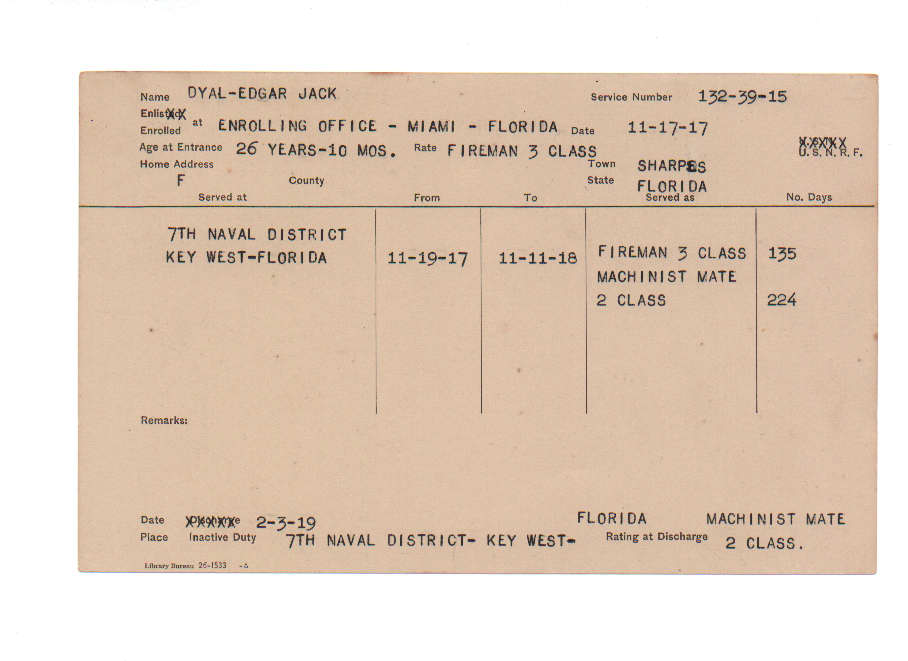 Name DYAL-EDGAR JACK Service Number 132-39-15
Enlisted
Enrolled at ENROLLING OFFICE - MIAMI - FLORIDA Date 11-17-17
Age at Entrance 26 YEARS-10 MOS. Rate FIREMAN 3 CLASS U.S.N.R.F.
Home Address Town SHARPES
F County State FLORIDA
Served at From To Served as No. Days
7TH NAVAL DISTRICT
KEY WEST-FLORIDA 11-19-17 11-11-18 FIREMAN 3 CLASS 135
MACHINIST MATE
2 CLASS 224
Remarks:
Date Discharge 2-3-19 FLORIDA MACHINIST MATE
Place Inactive Duty 7TH NAVAL DISTRICT- KEY WEST- Rating at Discharge 2 CLASS.
Library Bureau 26-1533